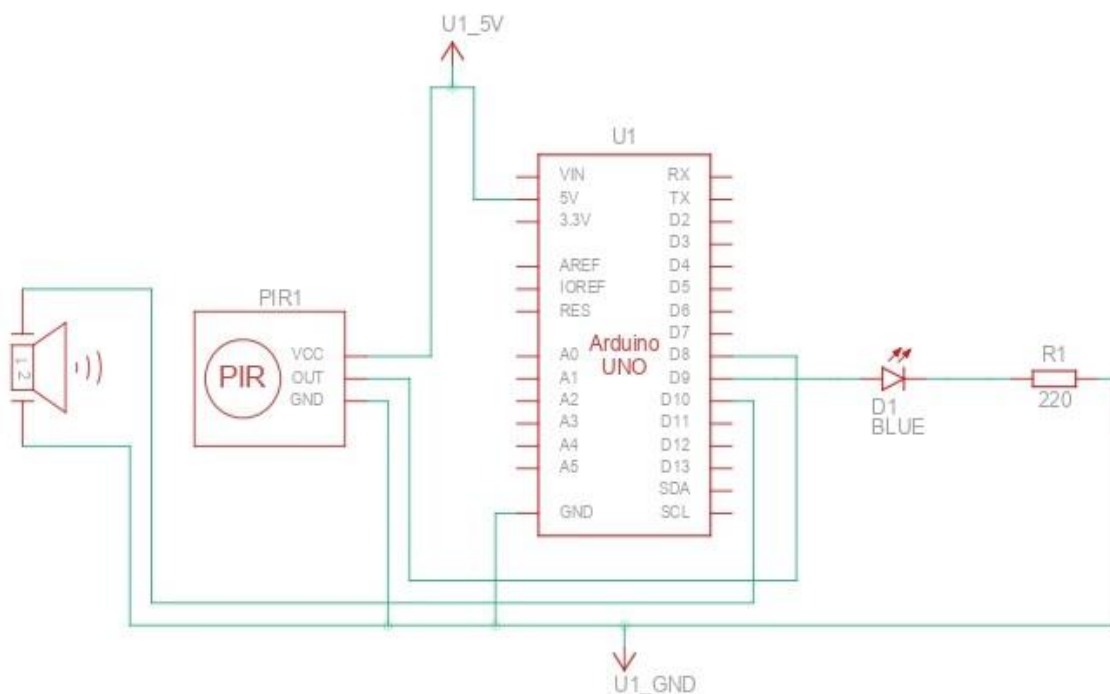 U1_5V
U1
VIN
5V
3.3V
AREF
IOREF
RES
A0
A1
A2
A3
A4
A5
GND
Arduino
UNO
RX
TX
D2
D3
D4
D5
D6
D7
D8
D9
D10
D11
D12
D13
SDA
SCL
1 2
PIR1
PIR
VCC
OUT
GND
D1
BLUE
R1
220
U1_GND